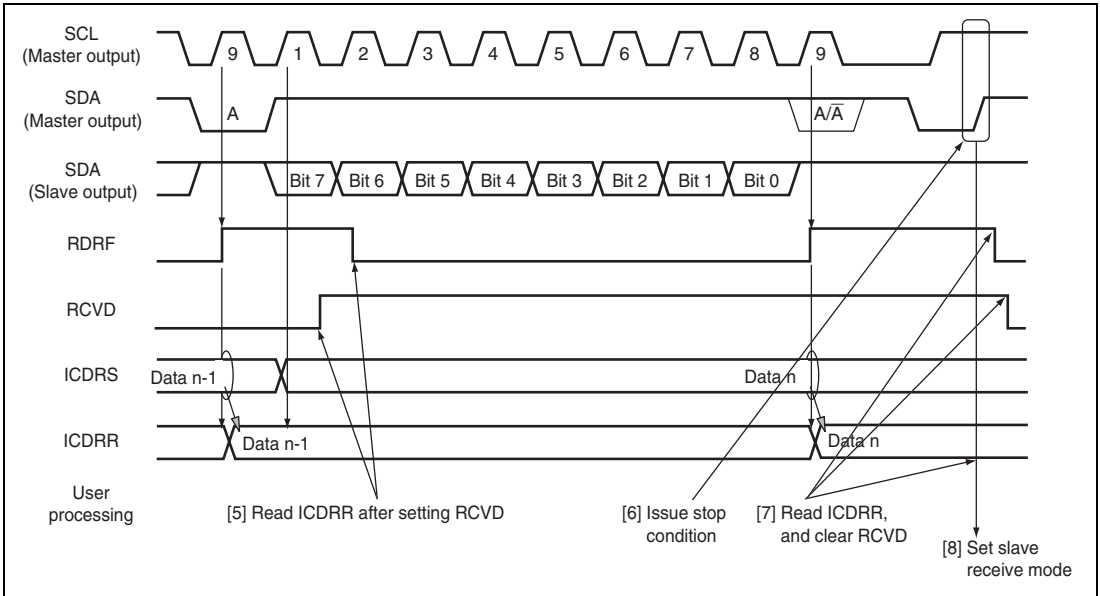 SCL
(Master output)
9 1 2 3 4 5 6 7 8 9
SDA
(Master output)
A A/A̅
SDA
(Slave output)
Bit 7 Bit 6 Bit 5 Bit 4 Bit 3 Bit 2 Bit 1 Bit 0
RDRF
RCVD
ICDRS
Data n-1 Data n
ICDRR
Data n-1 Data n
User
processing
[5] Read ICDRR after setting RCVD
[6] Issue stop
condition
[7] Read ICDRR,
and clear RCVD
[8] Set slave
receive mode